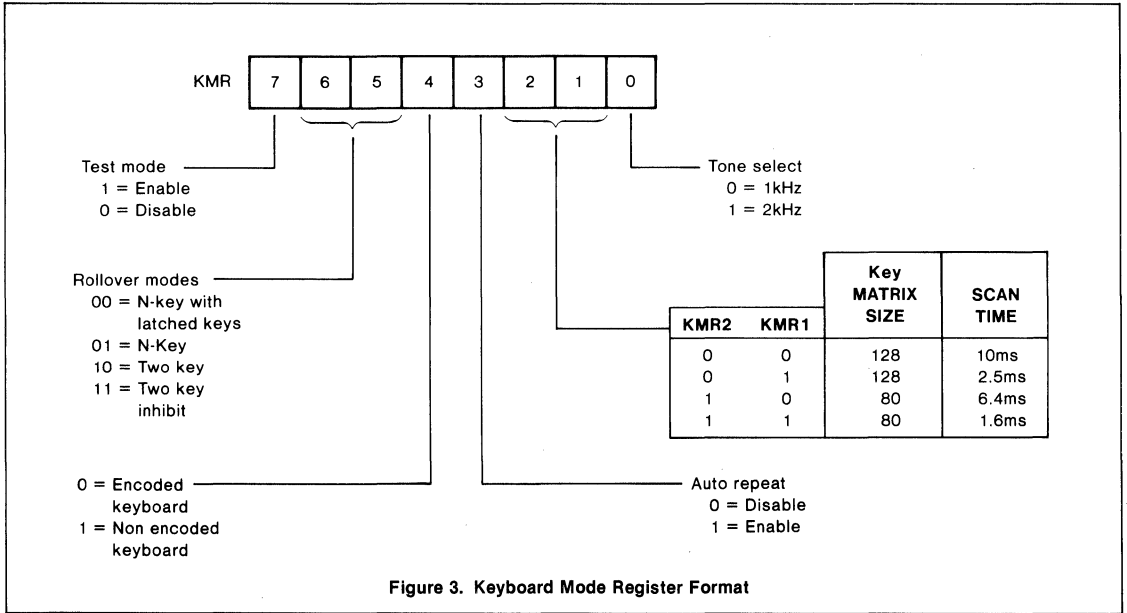 KMR 7 6 5 4 3 2 1 0
Test mode
1 = Enable
0 = Disable
Tone select
0 = 1kHz
1 = 2kHz
Rollover modes
00 = N-key with
latched keys
01 = N-Key
10 = Two key
11 = Two key
inhibit
KMR2 KMR1 Key MATRIX SIZE SCAN TIME
0 0 128 10ms
0 1 128 2.5ms
1 0 80 6.4ms
1 1 80 1.6ms
0 = Encoded
keyboard
1 = Non encoded
keyboard
Auto repeat
0 = Disable
1 = Enable
Figure 3. Keyboard Mode Register Format